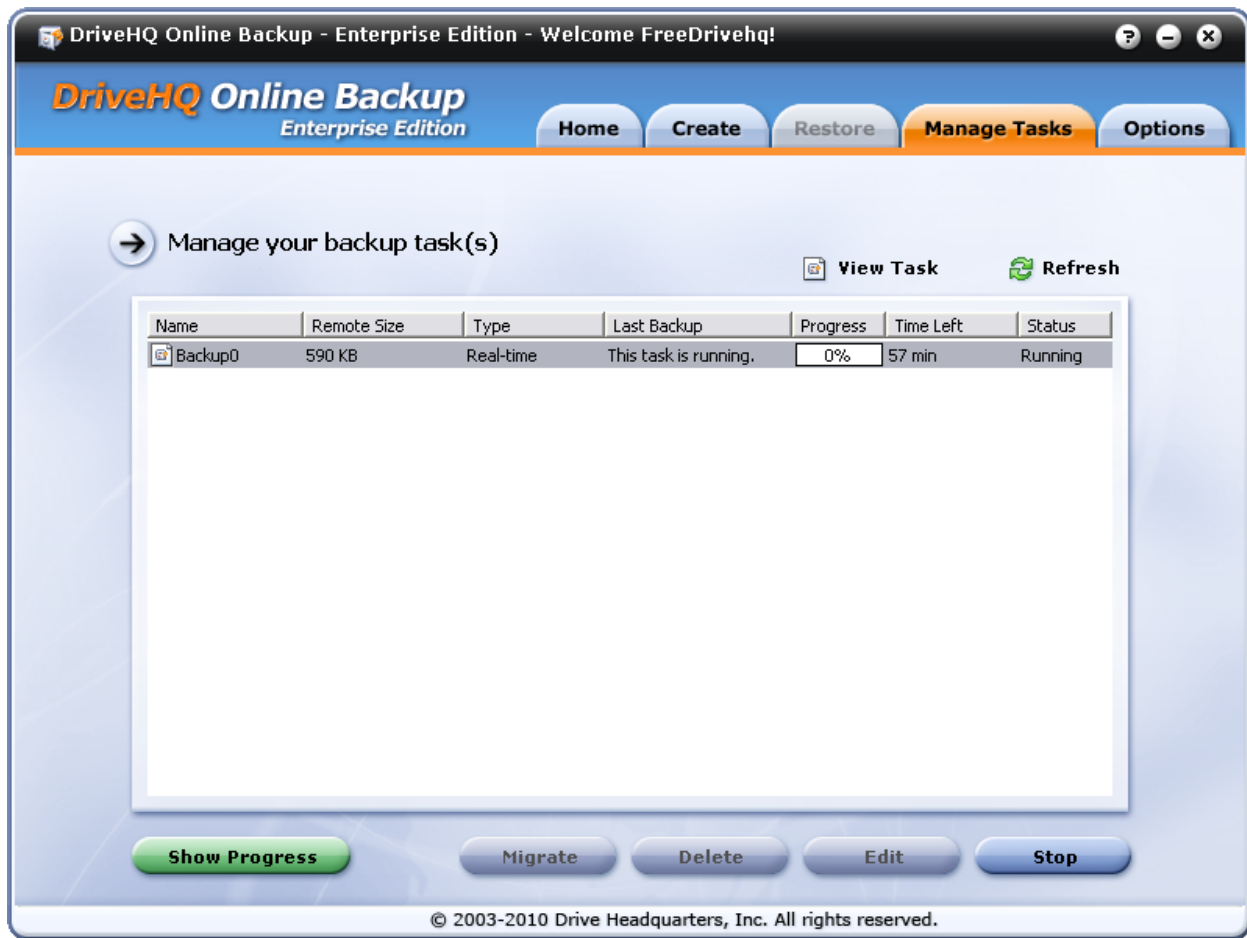 DriveHQ Online Backup - Enterprise Edition - Welcome FreeDrivehq!
DriveHQ Online Backup
Enterprise Edition
Home Create Restore Manage Tasks Options
Manage your backup task(s)
View Task Refresh
Name Remote Size Type Last Backup Progress Time Left Status
Backup0 590 KB Real-time This task is running. 0% 57 min Running
Show Progress Migrate Delete Edit Stop
© 2003-2010 Drive Headquarters, Inc. All rights reserved.